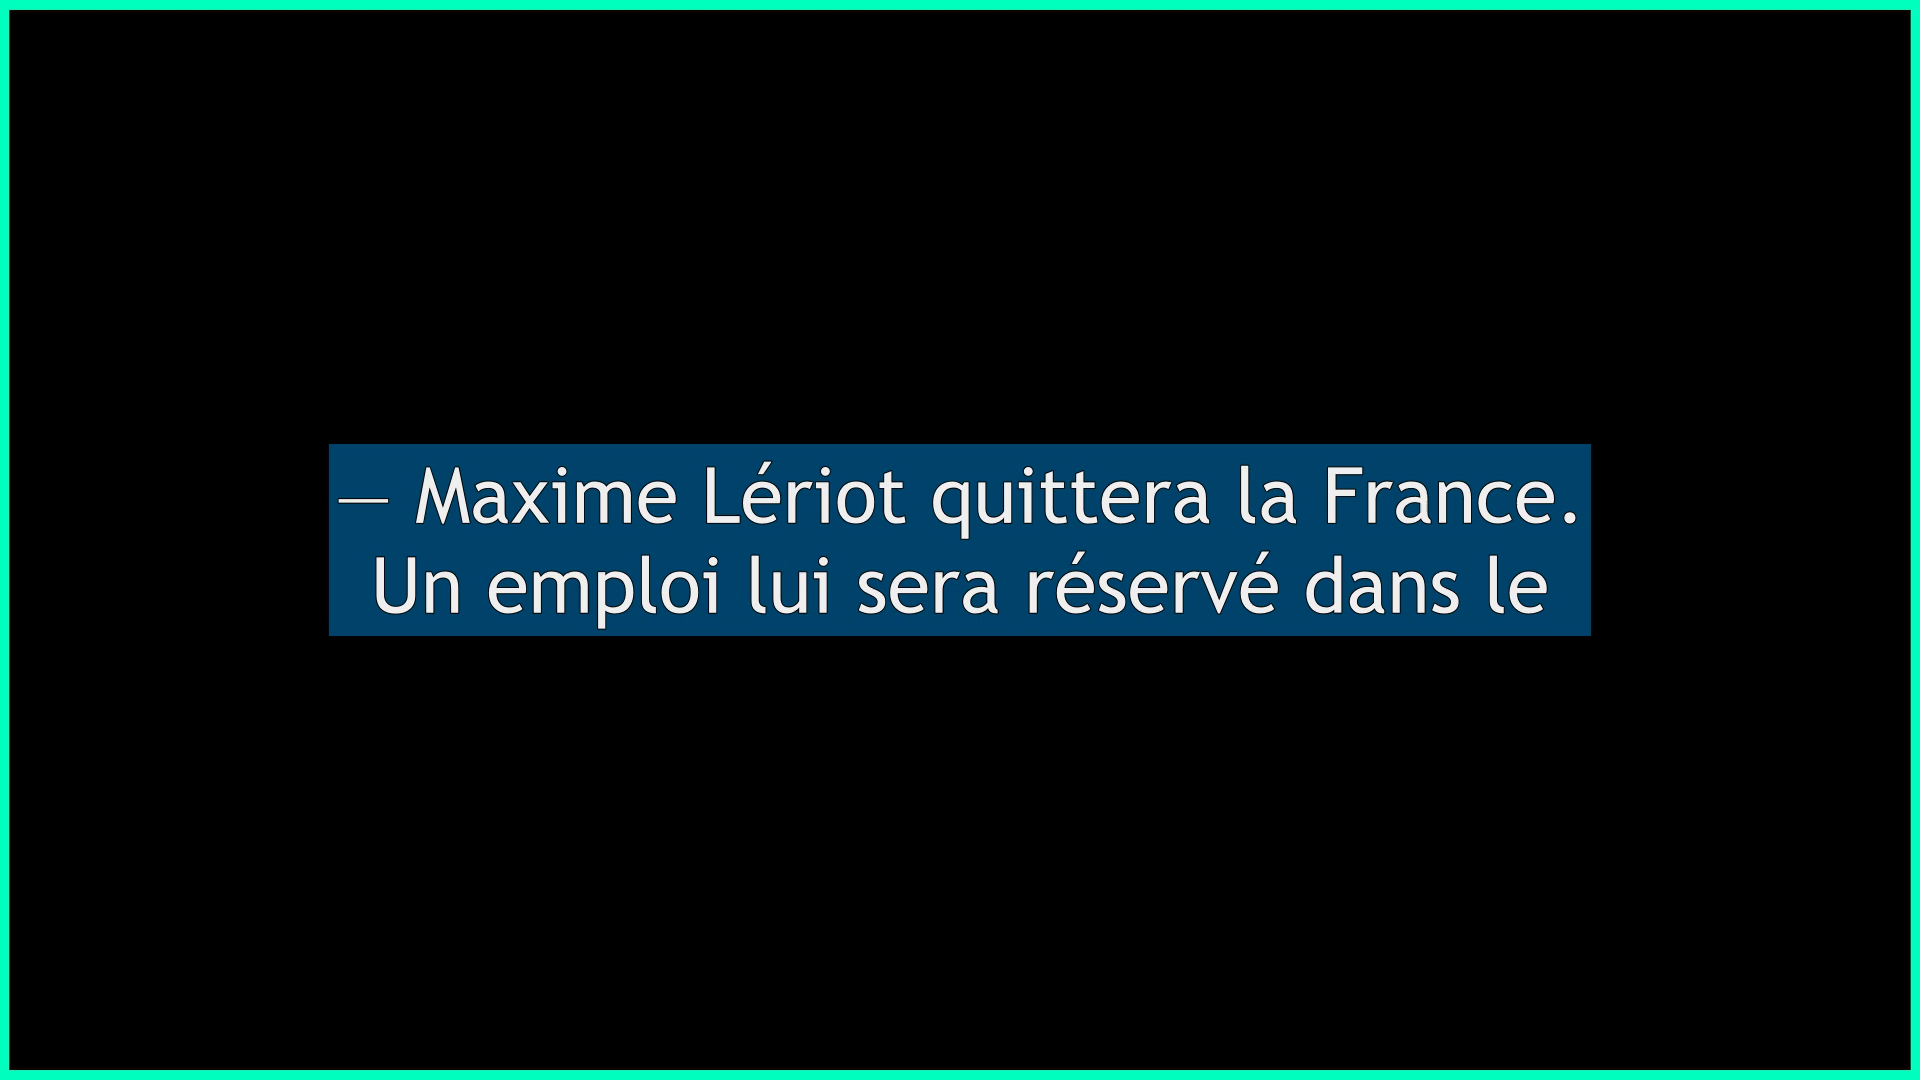 — Maxime Lériot quittera la France.
Un emploi lui sera réservé dans le